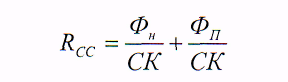 R_CC = Ф_н/СК + Ф_П/СК